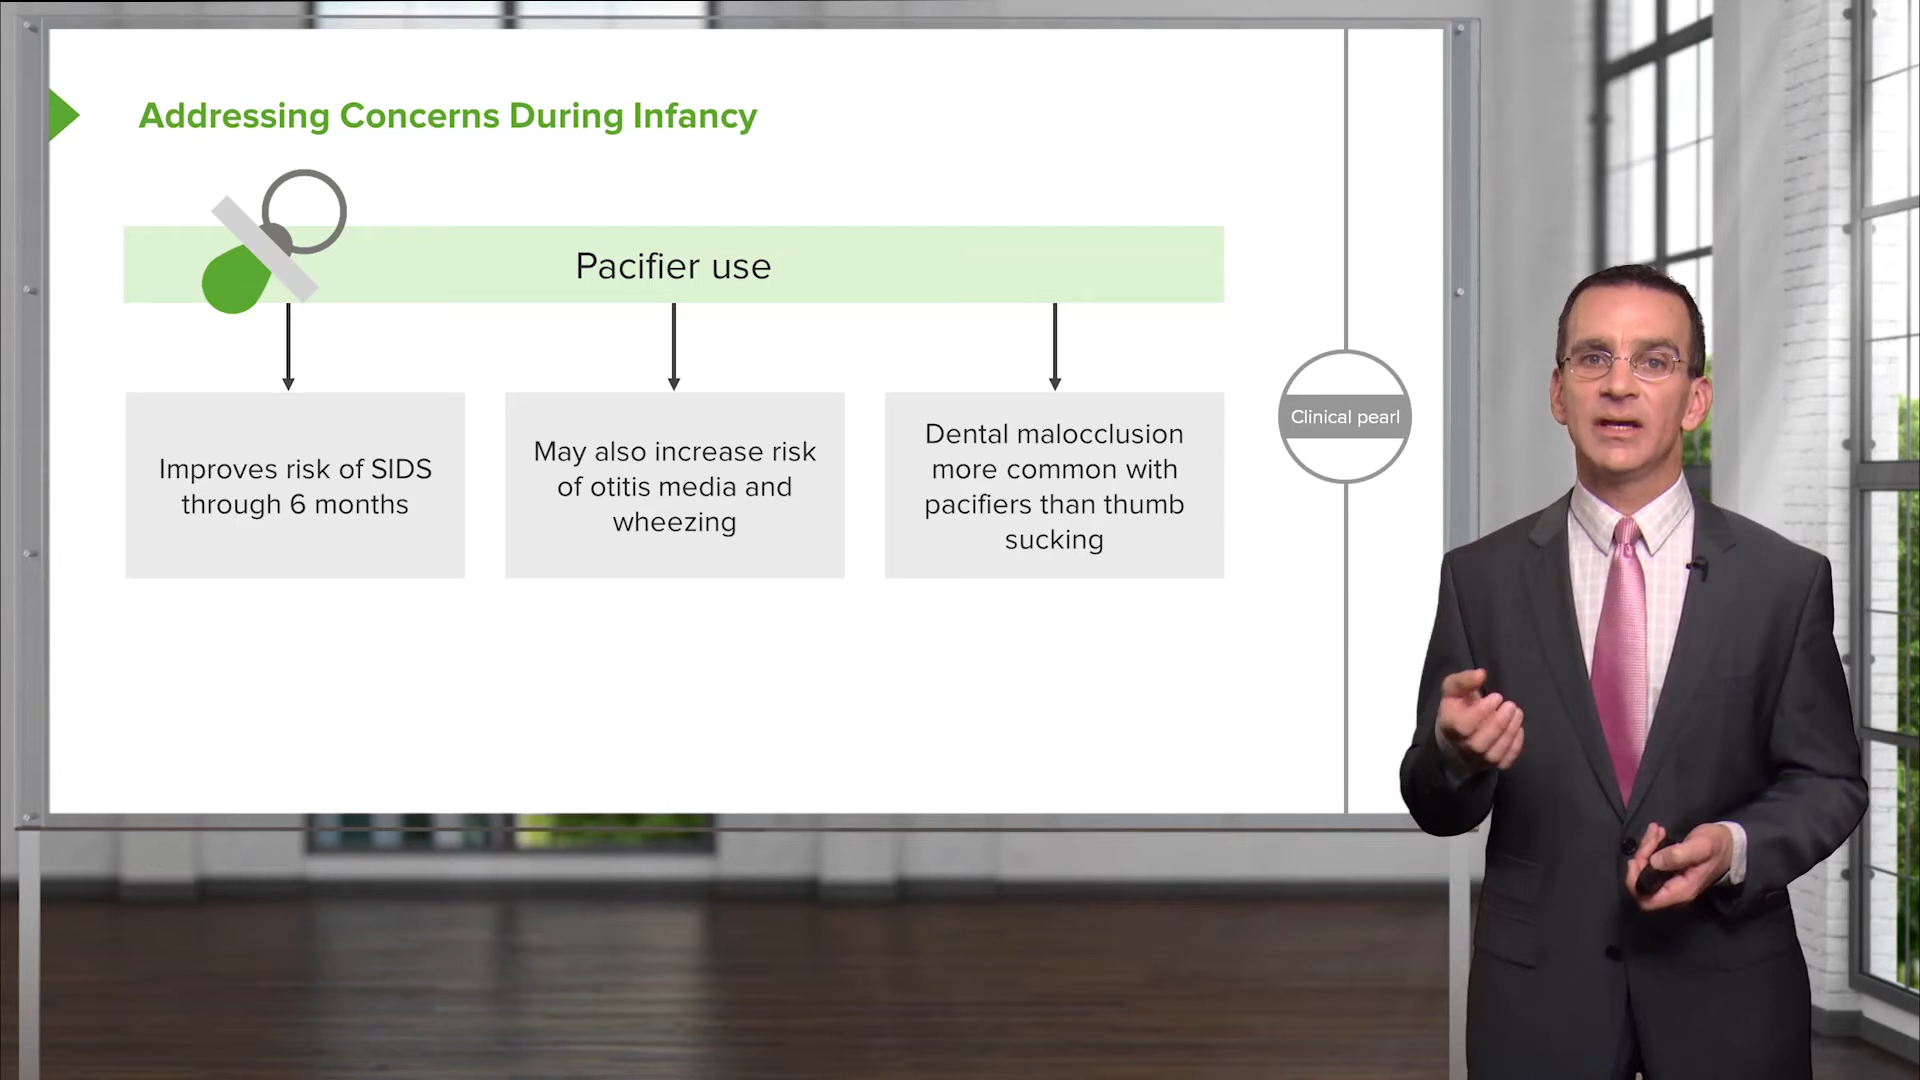 Addressing Concerns During Infancy
Pacifier use
Improves risk of SIDS
through 6 months
May also increase risk
of otitis media and
wheezing
Dental malocclusion
more common with
pacifiers than thumb
sucking
Clinical pearl